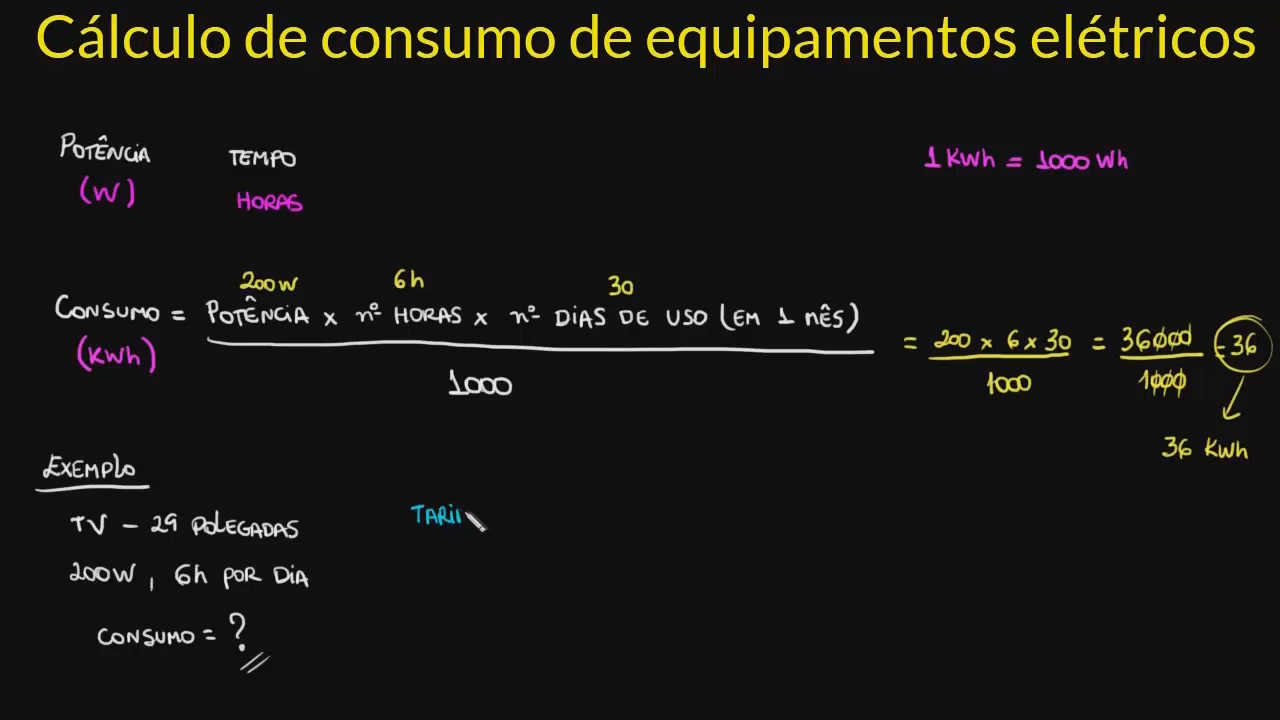 Cálculo de consumo de equipamentos elétricos
POTÊNCIA TEMPO 1 KWh = 1000 Wh
(W) HORAS
200W 6h 30
CONSUMO = POTÊNCIA x nº HORAS x nº DIAS DE USO (EM 1 MÊS) = 200 x 6 x 30 = 36000 = 36
(KWh) 1000 1000 1000
36 KWh
EXEMPLO
TV - 29 POLEGADAS TARI
200W, 6h POR DIA
CONSUMO = ?